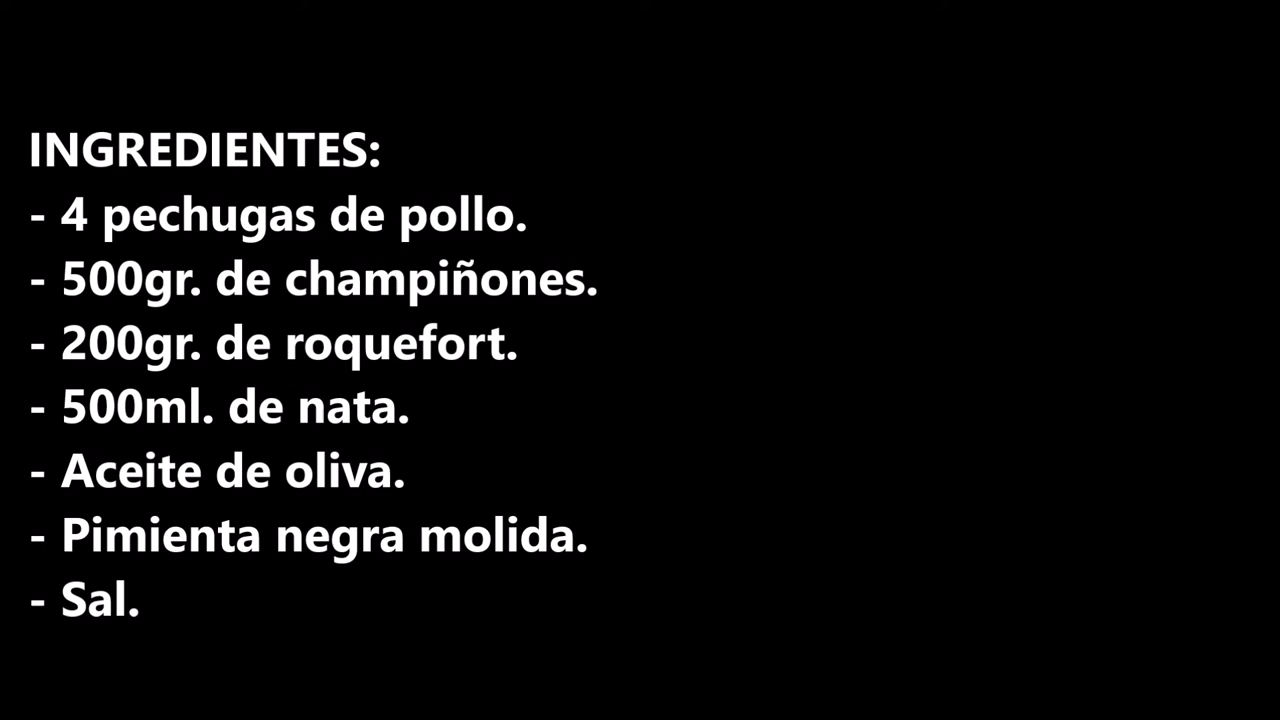 INGREDIENTES:
- 4 pechugas de pollo.
- 500gr. de champiñones.
- 200gr. de roquefort.
- 500ml. de nata.
- Aceite de oliva.
- Pimienta negra molida.
- Sal.